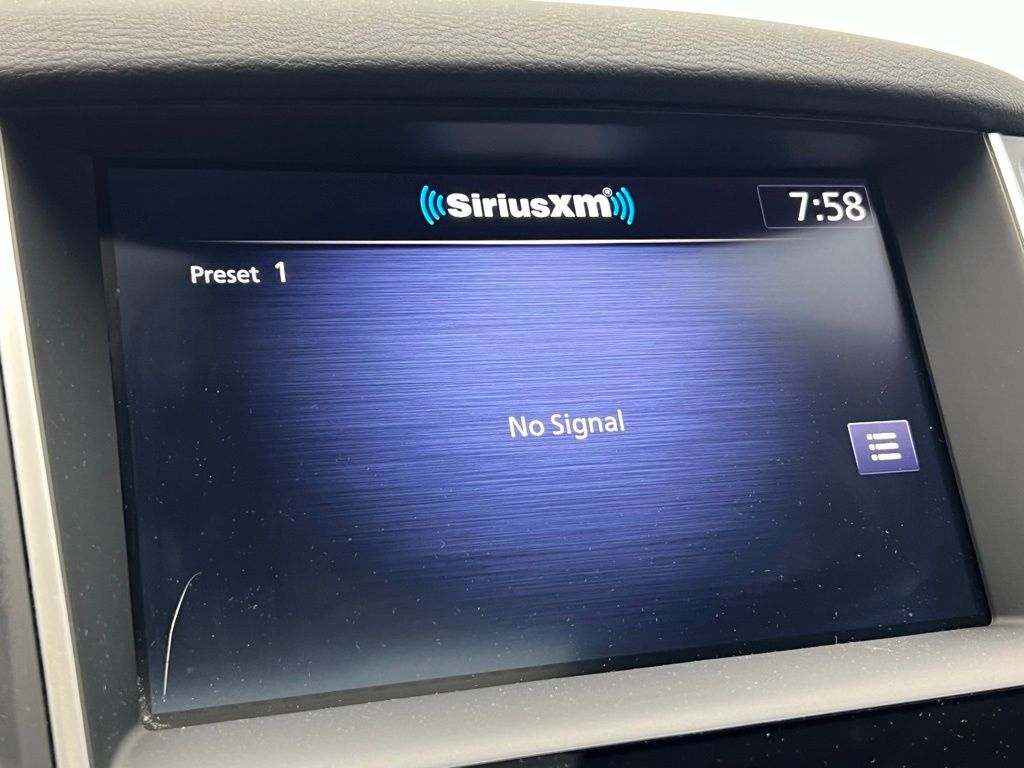 SiriusXM®
7:58
Preset 1
No Signal